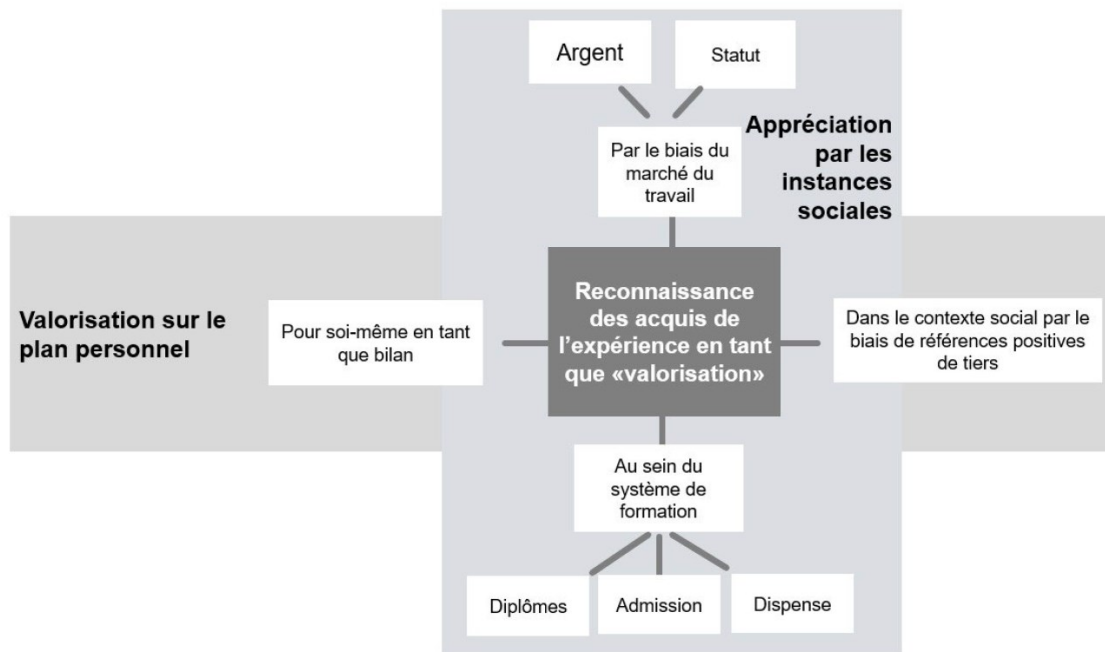 Argent
Statut
Par le biais du
marché du
travail
Appréciation
par les
instances
sociales
Valorisation sur le
plan personnel
Pour soi-même en tant
que bilan
Reconnaissance
des acquis de
l’expérience en tant
que «valorisation»
Dans le contexte social par le
biais de références positives
de tiers
Au sein du
système de
formation
Diplômes
Admission
Dispense